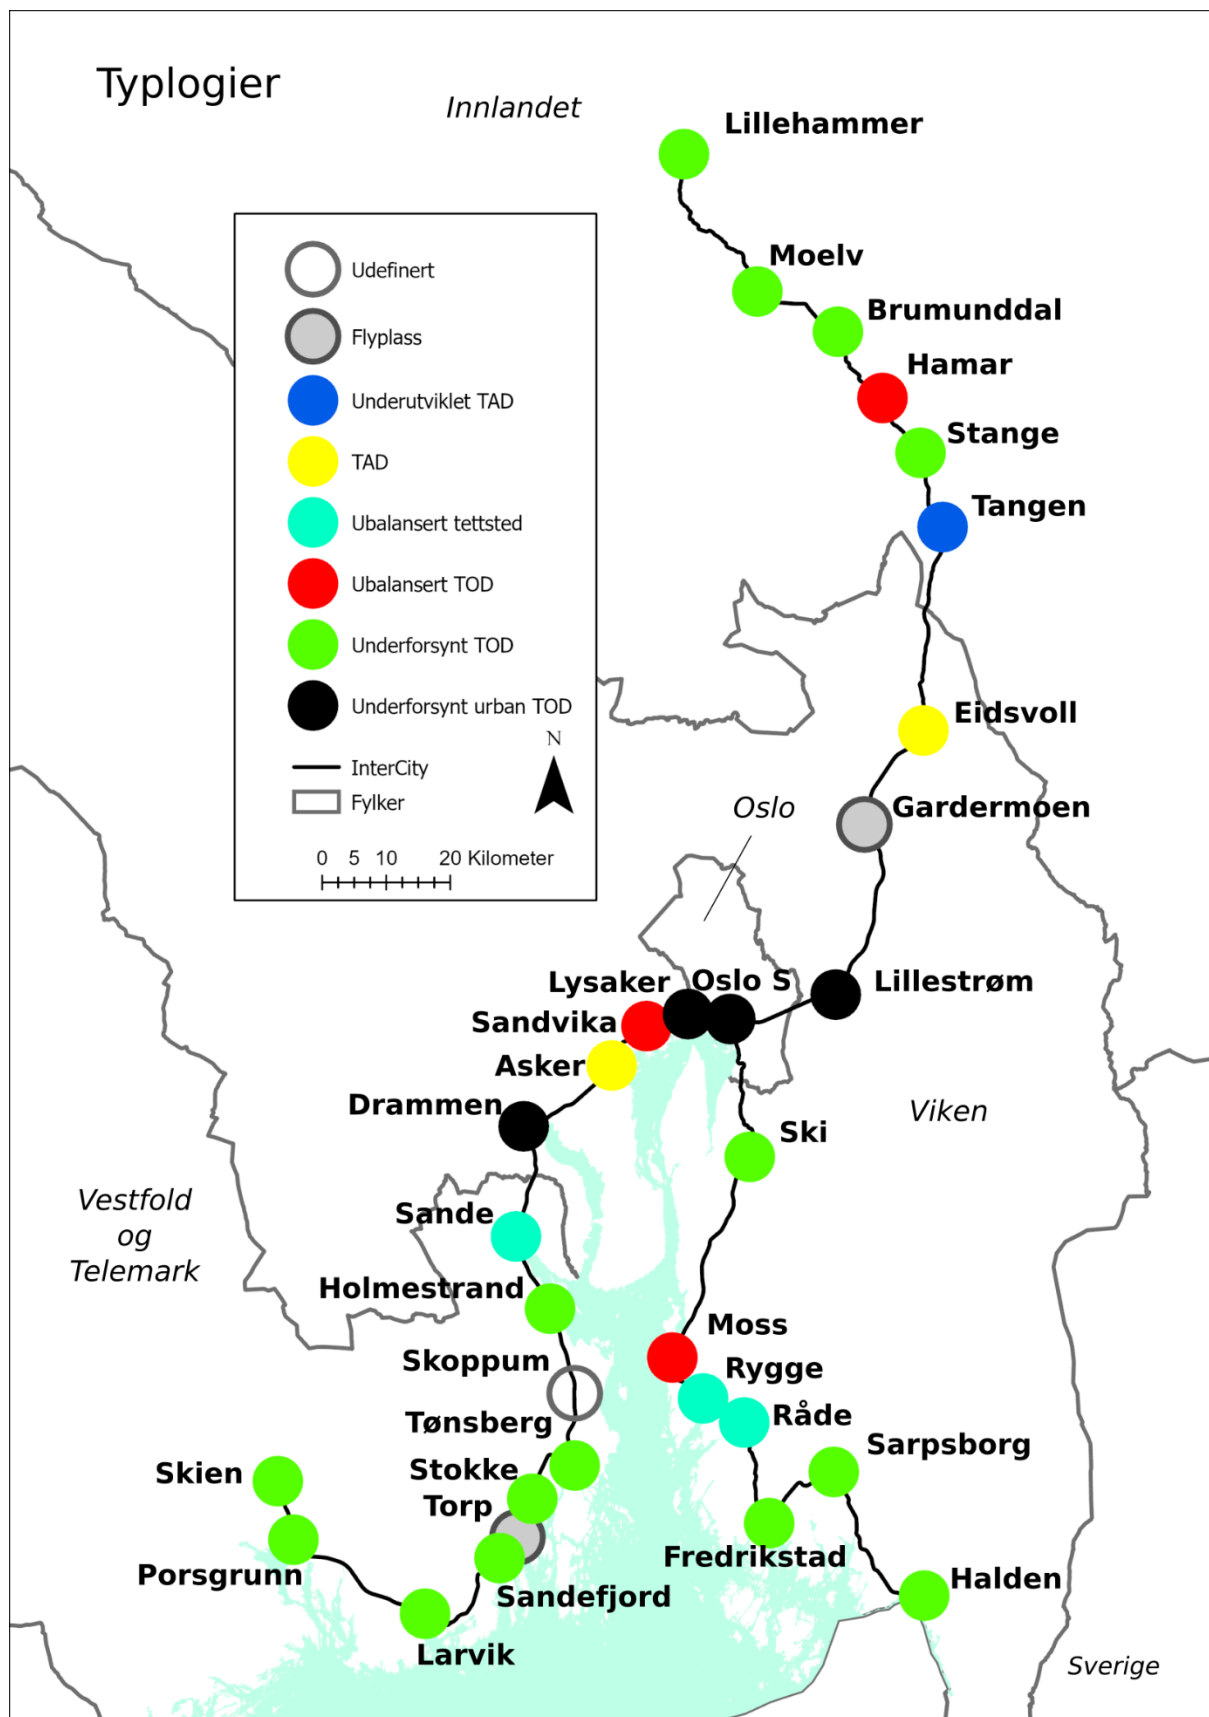 Typlogier
Innlandet
Lillehammer
Moelv
Brumunddal
Hamar
Stange
Tangen
Udefinert
Flyplass
Underutviklet TAD
TAD
Ubalansert tettsted
Ubalansert TOD
Underforsynt TOD
Underforsynt urban TOD
InterCity
Fylker
N
0 5 10 20 Kilometer
Eidsvoll
Gardermoen
Oslo
Lillestrøm
Oslo S
Lysaker
Sandvika
Asker
Drammen
Viken
Ski
Vestfold
og
Telemark
Sande
Holmestrand
Skoppum
Tønsberg
Stokke
Torp
Sandefjord
Larvik
Porsgrunn
Skien
Moss
Rygge
Råde
Sarpsborg
Fredrikstad
Halden
Sverige